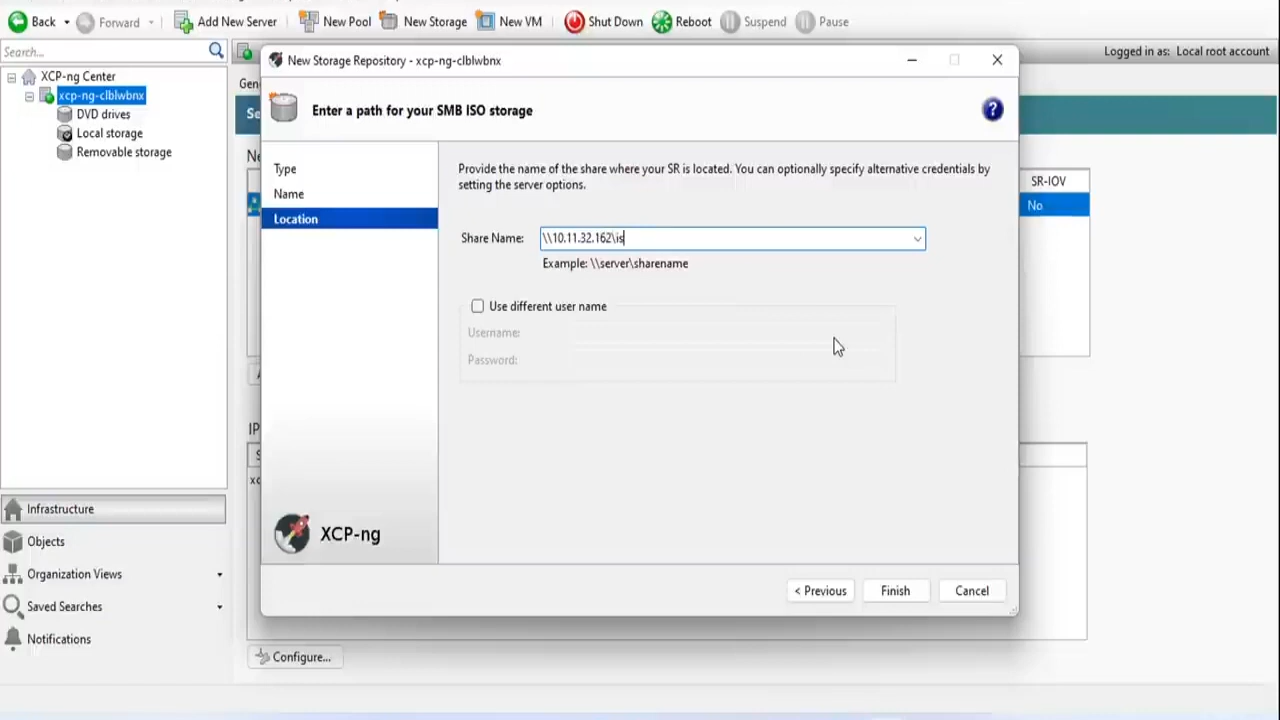 Back
Forward
Add New Server
New Pool
New Storage
New VM
Shut Down
Reboot
Suspend
Pause
Search...
Logged in as: Local root account
XCP-ng Center
xcp-ng-clblwbnx
DVD drives
Local storage
Removable storage
New Storage Repository - xcp-ng-clblwbnx
Enter a path for your SMB ISO storage
?
Type
Name
Location
Provide the name of the share where your SR is located. You can optionally specify alternative credentials by
setting the server options.
Share Name: \\10.11.32.162\is
Example: \\server\sharename
Use different user name
Username:
Password:
XCP-ng
< Previous
Finish
Cancel
SR-IOV
No
Infrastructure
Objects
Organization Views
Saved Searches
Notifications
Configure...